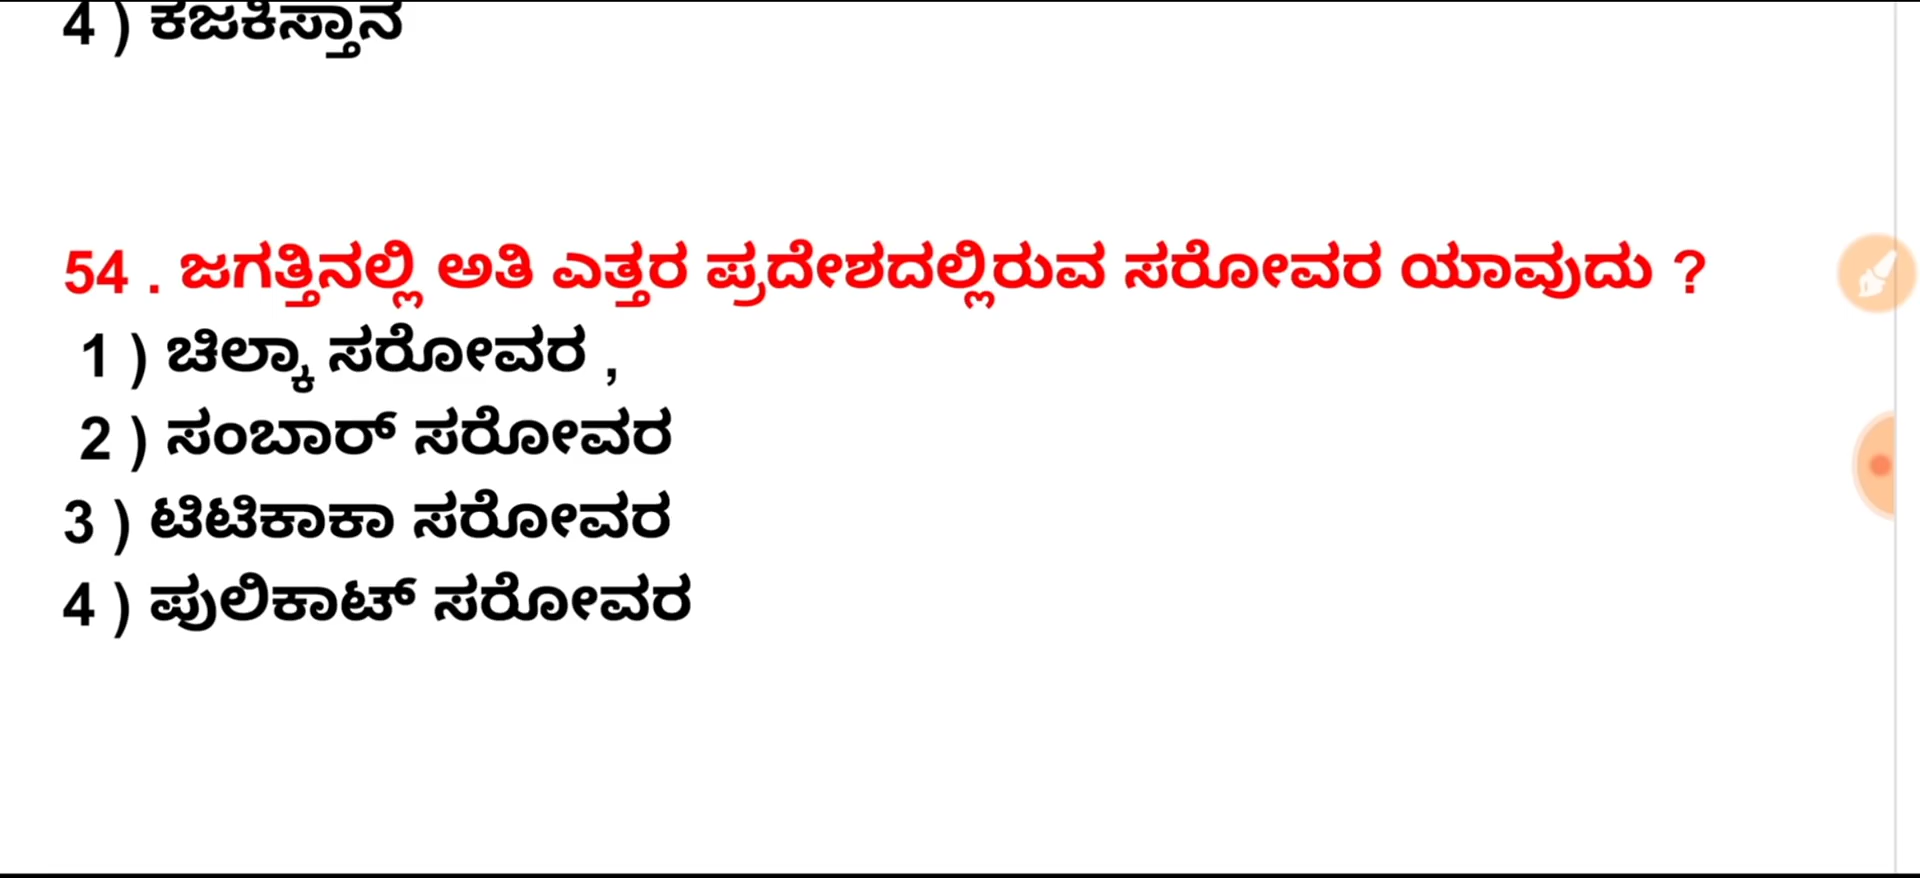 4 ) ಕಜಕಿಸ್ತಾನ
54 . ಜಗತ್ತಿನಲ್ಲಿ ಅತಿ ಎತ್ತರ ಪ್ರದೇಶದಲ್ಲಿರುವ ಸರೋವರ ಯಾವುದು ?
1 ) ಚಿಲ್ಕಾ ಸರೋವರ ,
2 ) ಸಂಬಾರ್ ಸರೋವರ
3 ) ಟಿಟಿಕಾಕಾ ಸರೋವರ
4 ) ಪುಲಿಕಾಟ್ ಸರೋವರ